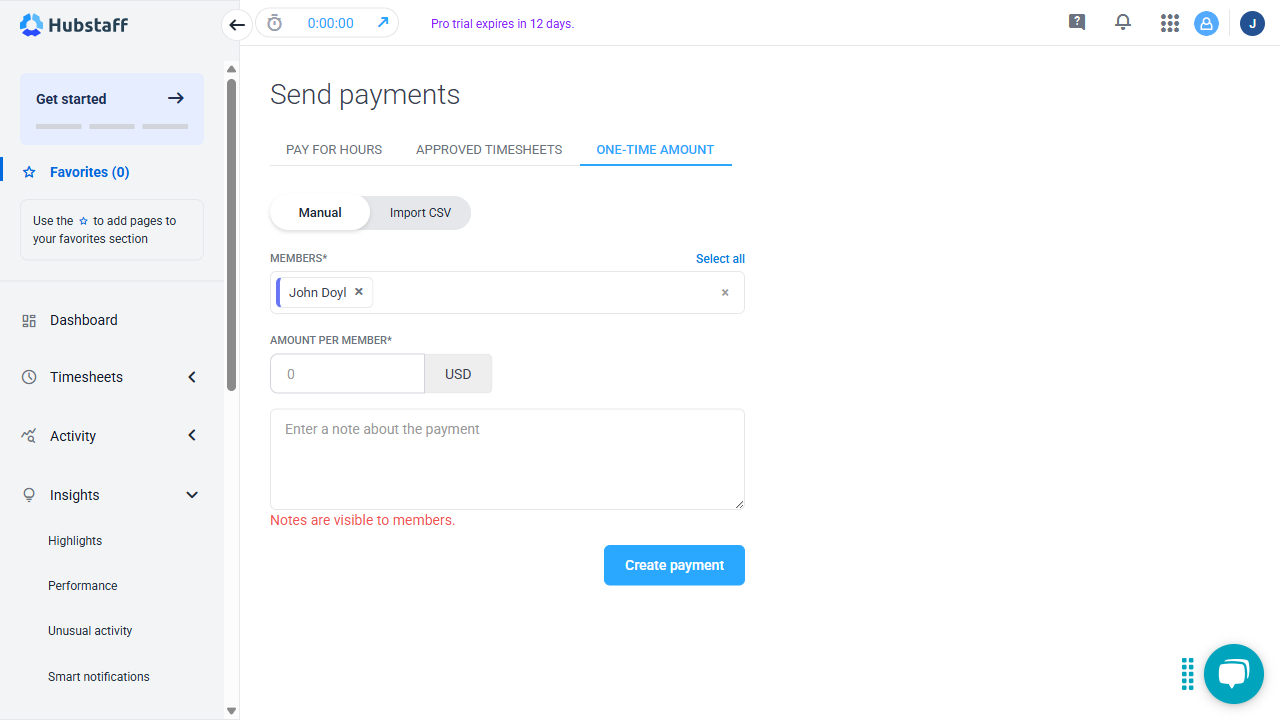 Hubstaff
0:00:00
Pro trial expires in 12 days.
?
J
Get started
Favorites (0)
Use the to add pages to
your favorites section
Dashboard
Timesheets
Activity
Insights
Highlights
Performance
Unusual activity
Smart notifications
Send payments
PAY FOR HOURS
APPROVED TIMESHEETS
ONE-TIME AMOUNT
Manual
Import CSV
MEMBERS*
Select all
John Doyl
AMOUNT PER MEMBER*
0
USD
Enter a note about the payment
Notes are visible to members.
Create payment